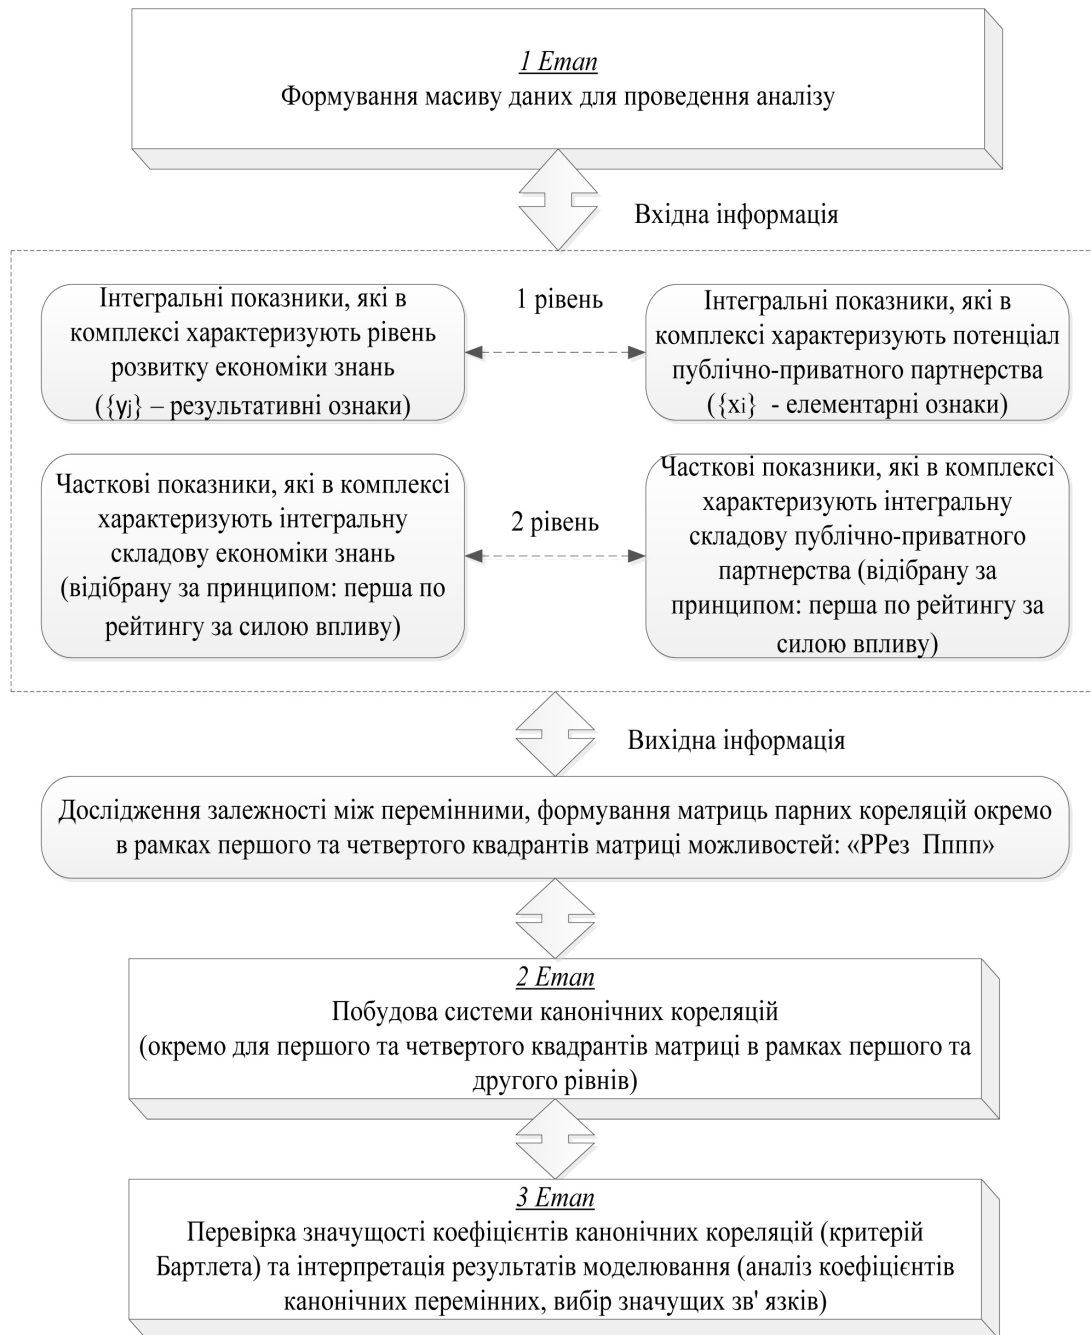 1 Етап
Формування масиву даних для проведення аналізу
Вхідна інформація
Інтегральні показники, які в
комплексі характеризують рівень
розвитку економіки знань
({yj} – результативні ознаки)
1 рівень
Інтегральні показники, які в
комплексі характеризують потенціал
публічно-приватного партнерства
({xi}  - елементарні ознаки)
Часткові показники, які в комплексі
характеризують інтегральну
складову економіки знань
(відібрану за принципом: перша по
рейтингу за силою впливу)
2 рівень
Часткові показники, які в комплексі
характеризують інтегральну
складову публічно-приватного
партнерства (відібрану за
принципом: перша по рейтингу за
силою впливу)
Вихідна інформація
Дослідження залежності між перемінними, формування матриць парних кореляцій окремо
в рамках першого та четвертого квадрантів матриці можливостей: «РРез  Пппп»
2 Етап
Побудова системи канонічних кореляцій
(окремо для першого та четвертого квадрантів матриці в рамках першого та
другого рівнів)
3 Етап
Перевірка значущості коефіцієнтів канонічних кореляцій (критерій
Бартлета) та інтерпретація результатів моделювання (аналіз коефіцієнтів
канонічних перемінних, вибір значущих зв' язків)